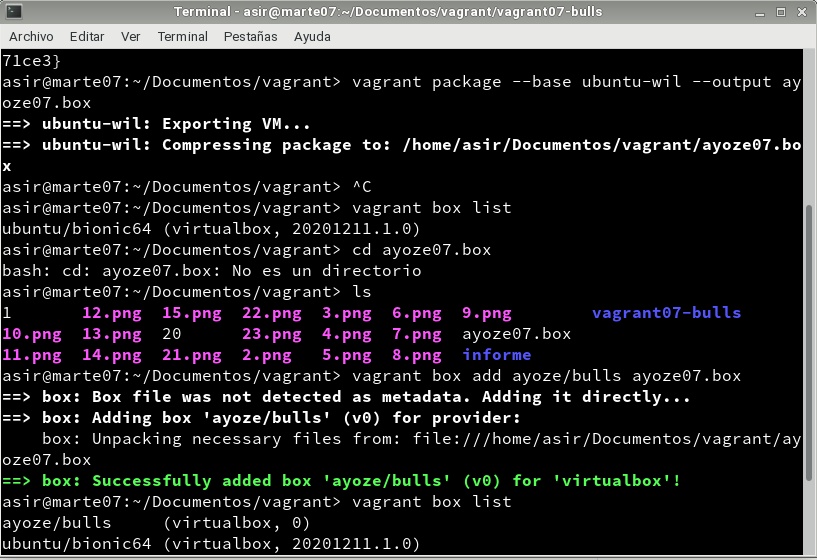 Terminal - asir@marte07:~/Documentos/vagrant/vagrant07-bulls
Archivo Editar Ver Terminal Pestañas Ayuda
71ce3}
asir@marte07:~/Documentos/vagrant> vagrant package --base ubuntu-wil --output ay
oze07.box
==> ubuntu-wil: Exporting VM...
==> ubuntu-wil: Compressing package to: /home/asir/Documentos/vagrant/ayoze07.bo
x
asir@marte07:~/Documentos/vagrant> ^C
asir@marte07:~/Documentos/vagrant> vagrant box list
ubuntu/bionic64 (virtualbox, 20201211.1.0)
asir@marte07:~/Documentos/vagrant> cd ayoze07.box
bash: cd: ayoze07.box: No es un directorio
asir@marte07:~/Documentos/vagrant> ls
1       12.png  15.png  22.png  3.png  6.png  9.png        vagrant07-bulls
10.png  13.png  20      23.png  4.png  7.png  ayoze07.box
11.png  14.png  21.png  2.png   5.png  8.png  informe
asir@marte07:~/Documentos/vagrant> vagrant box add ayoze/bulls ayoze07.box
==> box: Box file was not detected as metadata. Adding it directly...
==> box: Adding box 'ayoze/bulls' (v0) for provider:
    box: Unpacking necessary files from: file:///home/asir/Documentos/vagrant/ay
oze07.box
==> box: Successfully added box 'ayoze/bulls' (v0) for 'virtualbox'!
asir@marte07:~/Documentos/vagrant> vagrant box list
ayoze/bulls     (virtualbox, 0)
ubuntu/bionic64 (virtualbox, 20201211.1.0)